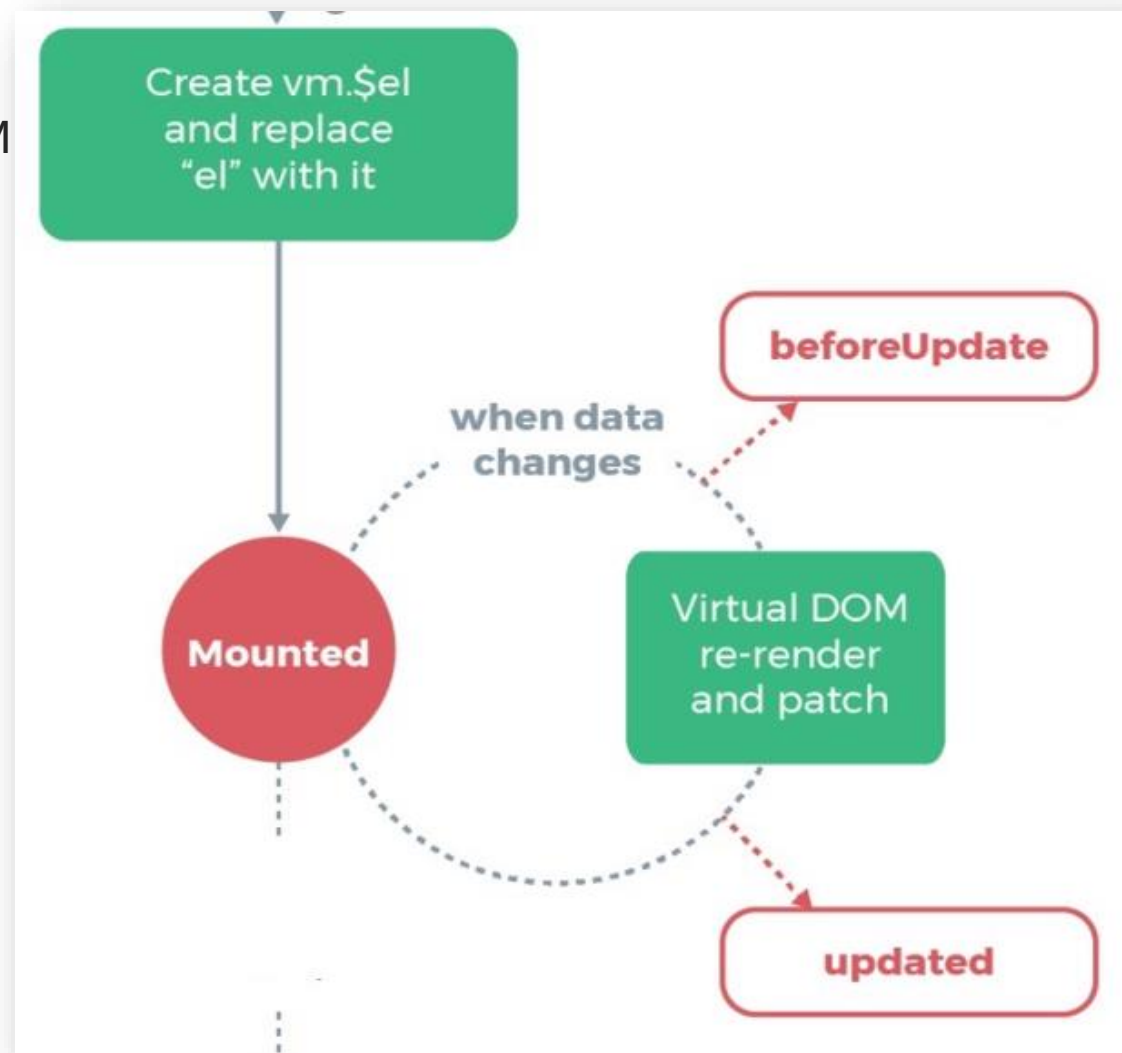 Create vm.$el
and replace
“el” with it
M
beforeUpdate
when data
changes
Virtual DOM
re-render
and patch
Mounted
updated